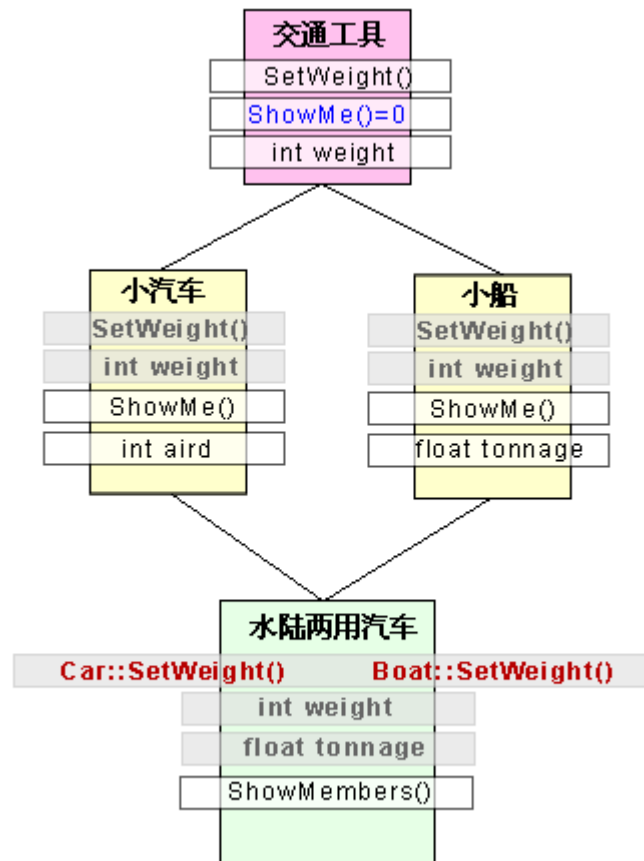 交通工具
SetWeight()
ShowMe()=0
int weight
小汽车
SetWeight()
int weight
ShowMe()
int aird
小船
SetWeight()
int weight
ShowMe()
float tonnage
水陆两用汽车
Car::SetWeight() Boat::SetWeight()
int weight
float tonnage
ShowMembers()